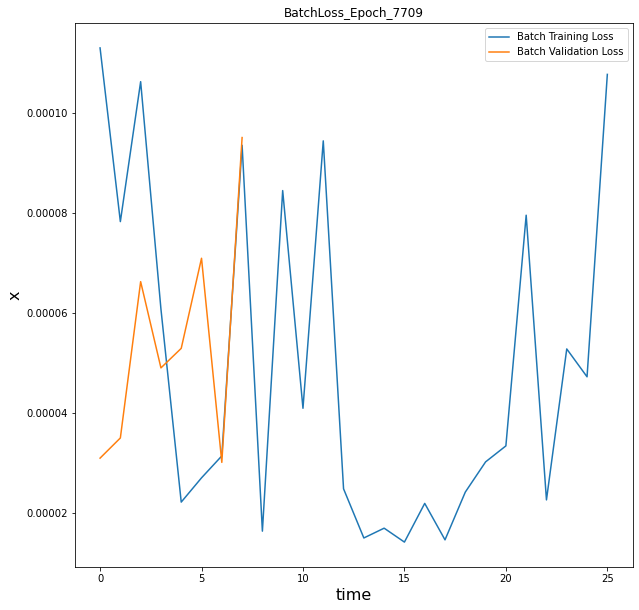 BatchLoss_Epoch_7709
Batch Training Loss
Batch Validation Loss
0.00010
0.00008
0.00006
0.00004
0.00002
x
0 5 10 15 20 25
time